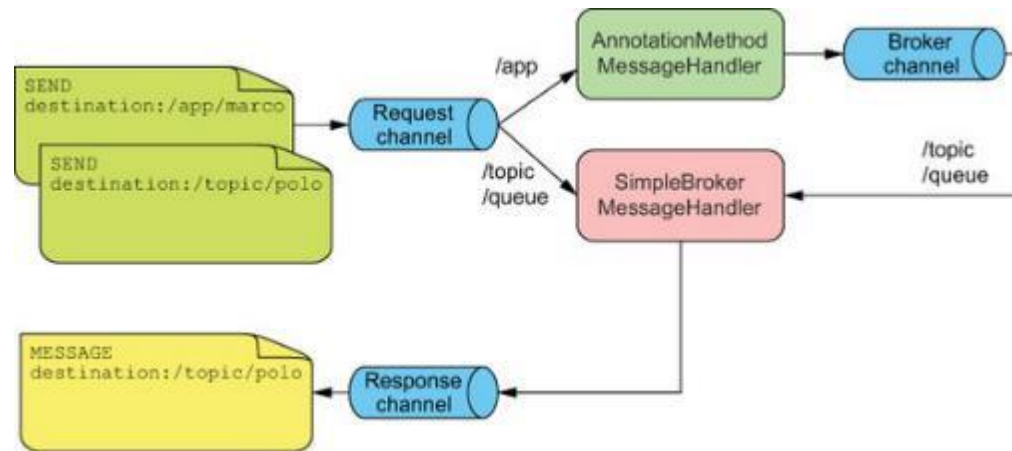 SEND
destination:/app/marco
SEND
destination:/topic/polo
Request
channel
/app
/topic
/queue
AnnotationMethod
MessageHandler
Broker
channel
SimpleBroker
MessageHandler
/topic
/queue
MESSAGE
destination:/topic/polo
Response
channel